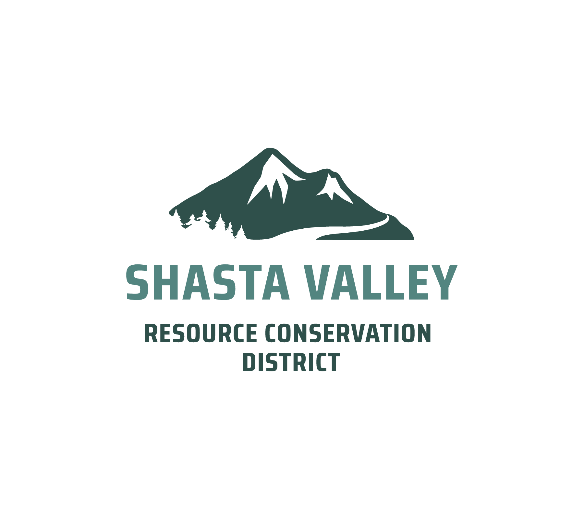 SHASTA VALLEY
RESOURCE CONSERVATION
DISTRICT